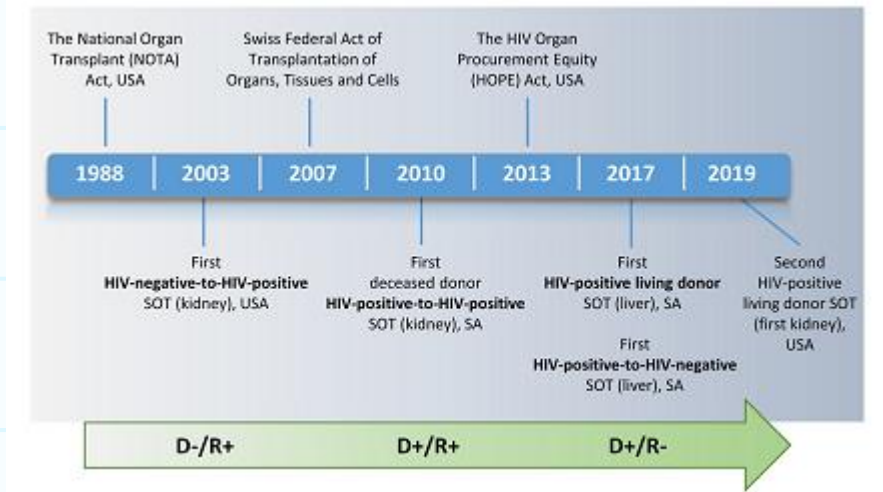 The National Organ
Transplant (NOTA)
Act, USA
Swiss Federal Act of
Transplantation of
Organs, Tissues and Cells
The HIV Organ
Procurement Equity
(HOPE) Act, USA
1988 2003 2007 2010 2013 2017 2019
First
HIV-negative-to-HIV-positive
SOT (kidney), USA
First
deceased donor
HIV-positive-to-HIV-positive
SOT (kidney), SA
First
HIV-positive living donor
SOT (liver), SA
First
HIV-positive-to-HIV-negative
SOT (liver), SA
Second
HIV-positive
living donor SOT
(first kidney),
USA
D-/R+ D+/R+ D+/R-